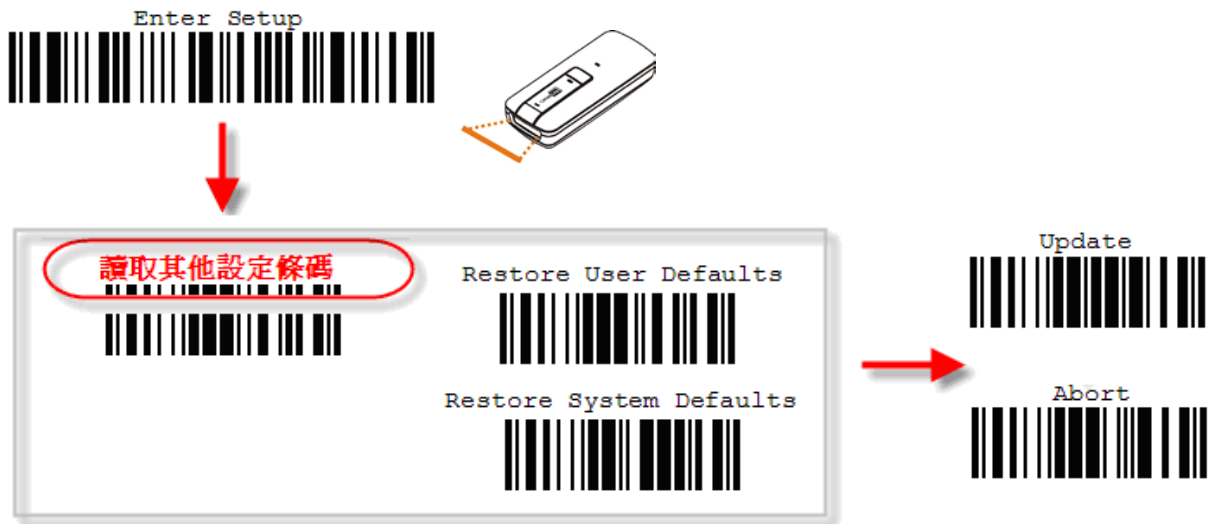 Enter Setup
讀取其他設定條碼
Restore User Defaults
Restore System Defaults
Update
Abort